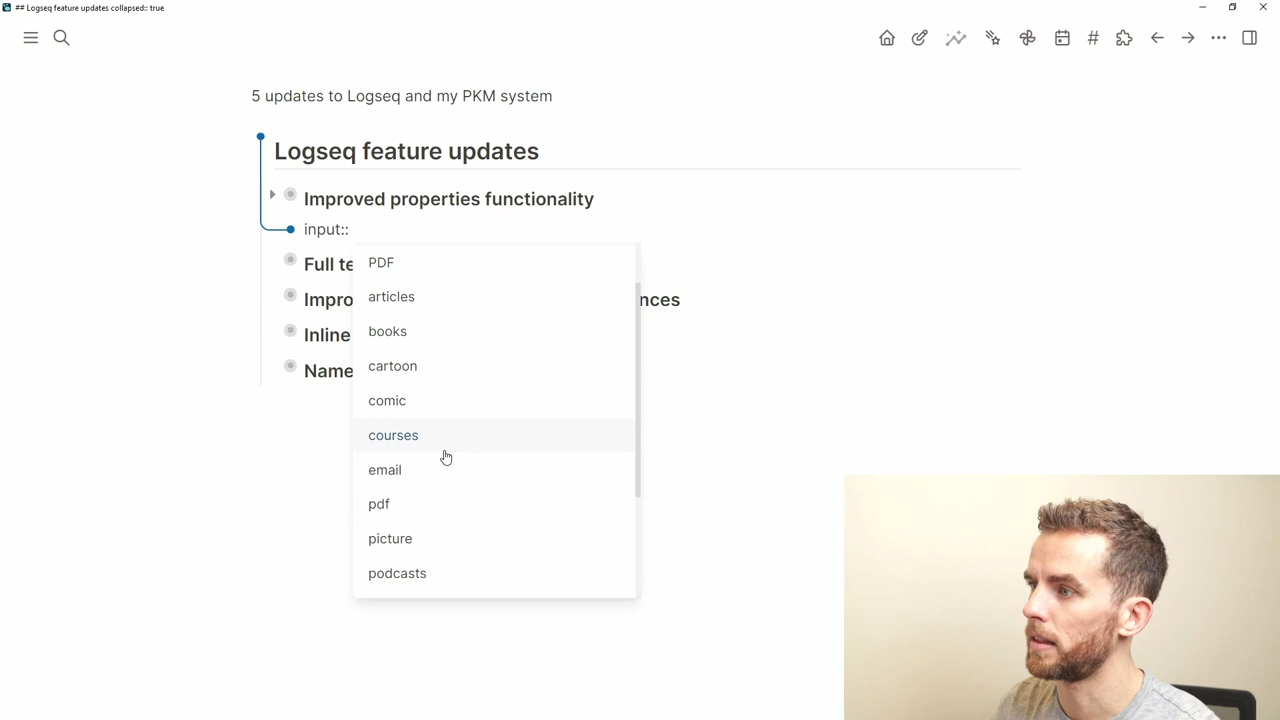 ## Logseq feature updates collapsed:: true
5 updates to Logseq and my PKM system
Logseq feature updates
Improved properties functionality
input::
PDF
Full te
articles
Impro
nces
books
Inline
cartoon
Name
comic
courses
email
pdf
picture
podcasts